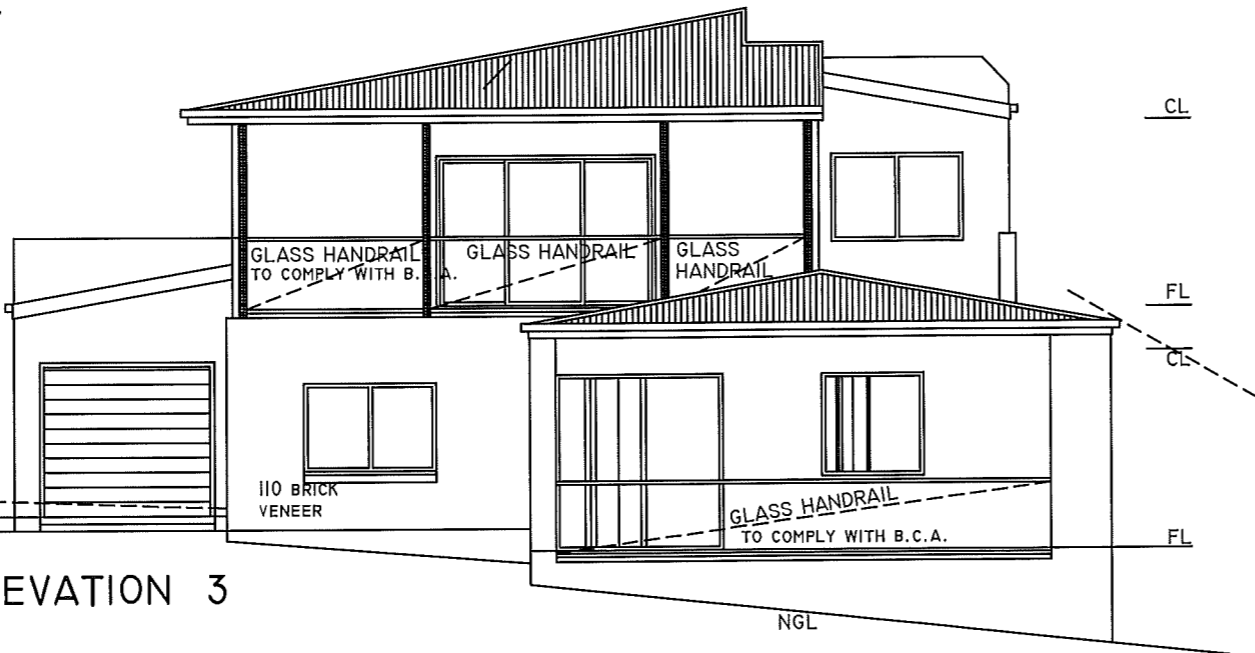 CL
GLASS HANDRAIL
TO COMPLY WITH B.C.A.
GLASS HANDRAIL
GLASS
HANDRAIL
FL
CL
110 BRICK
VENEER
GLASS HANDRAIL
TO COMPLY WITH B.C.A.
FL
EVATION 3
NGL